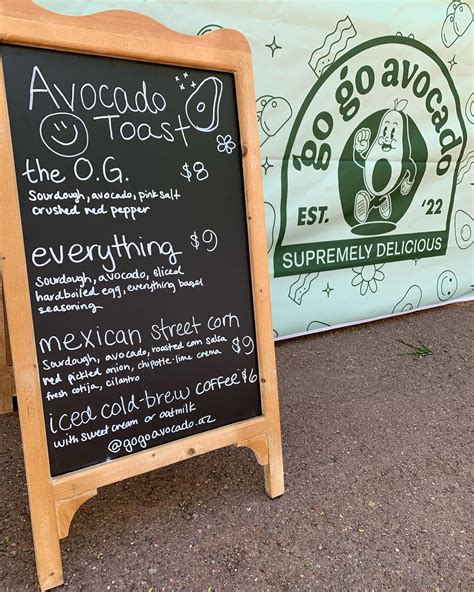 Avocado
Toast
the O.G. $8
Sourdough, avocado, pink salt
crushed red pepper
everything $9
Sourdough, avocado, sliced
hardboiled egg, everything bagel
seasoning
mexican street corn
Sourdough, avocado, roasted corn salsa $9
red pickled onion, chipotle-lime crema
fresh cotija, cilantro
iced cold-brew coffee $6
with sweet cream or oatmilk
@gogoavocado.az
go go avocado
EST. '22
SUPREMELY DELICIOUS